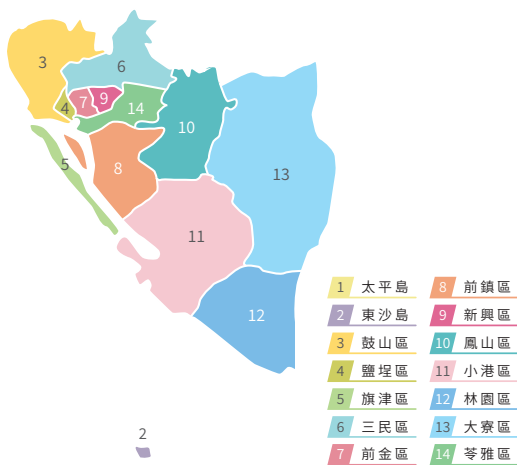 3
6
4
7
9
14
10
5
8
13
11
12
2
1 太平島
2 東沙島
3 鼓山區
4 鹽埕區
5 旗津區
6 三民區
7 前金區
8 前鎮區
9 新興區
10 鳳山區
11 小港區
12 林園區
13 大寮區
14 苓雅區